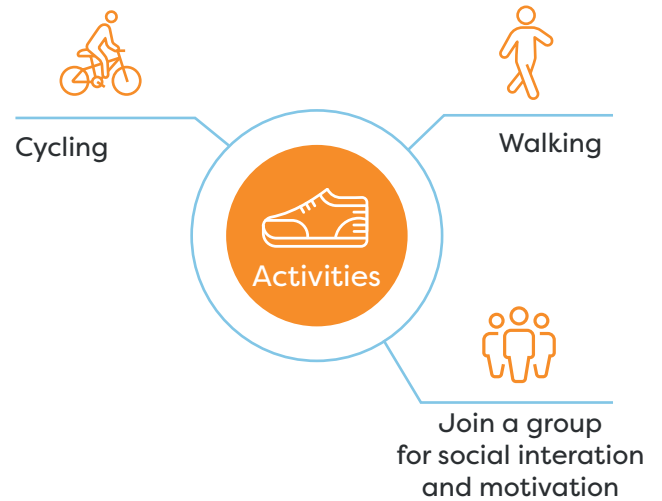 Cycling
Walking
Activities
Join a group
for social interation
and motivation